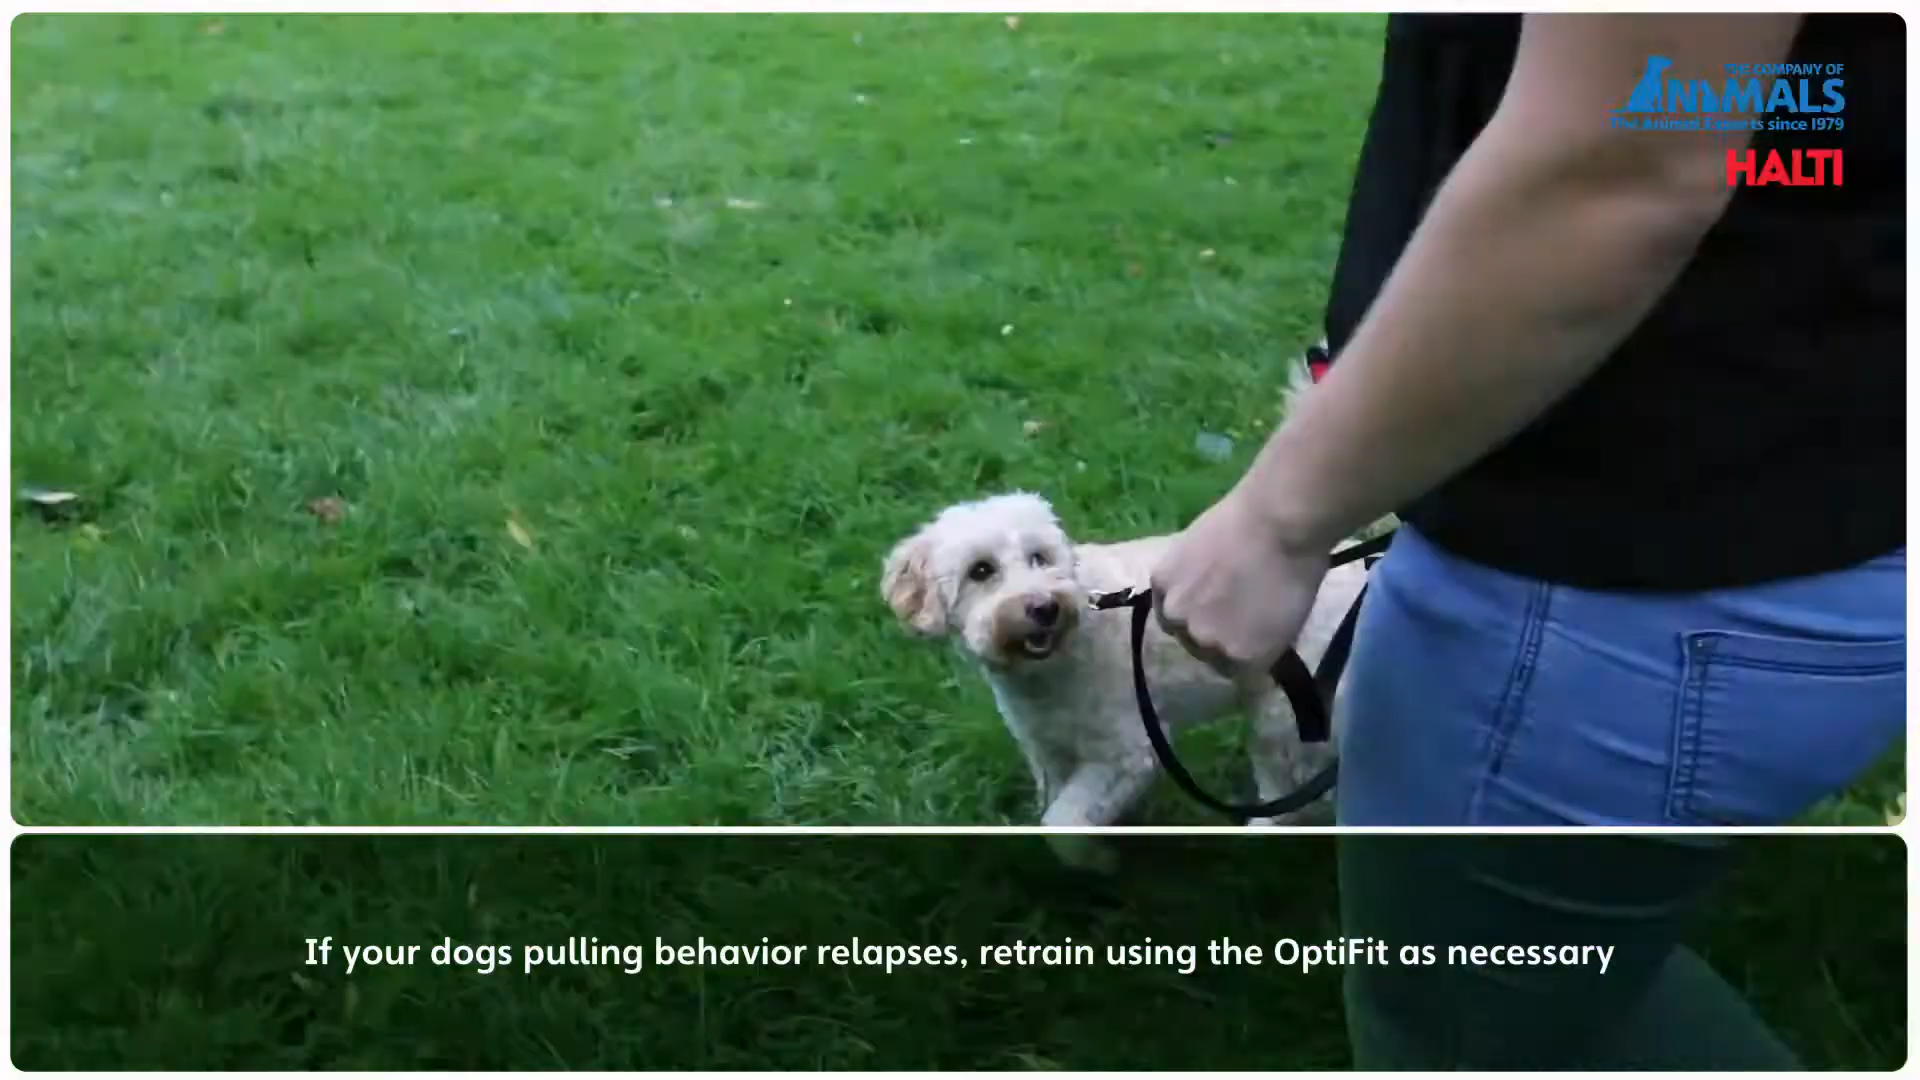 THE COMPANY OF
ANIMALS
The Animal Experts since 1979
HALTI
If your dogs pulling behavior relapses, retrain using the OptiFit as necessary